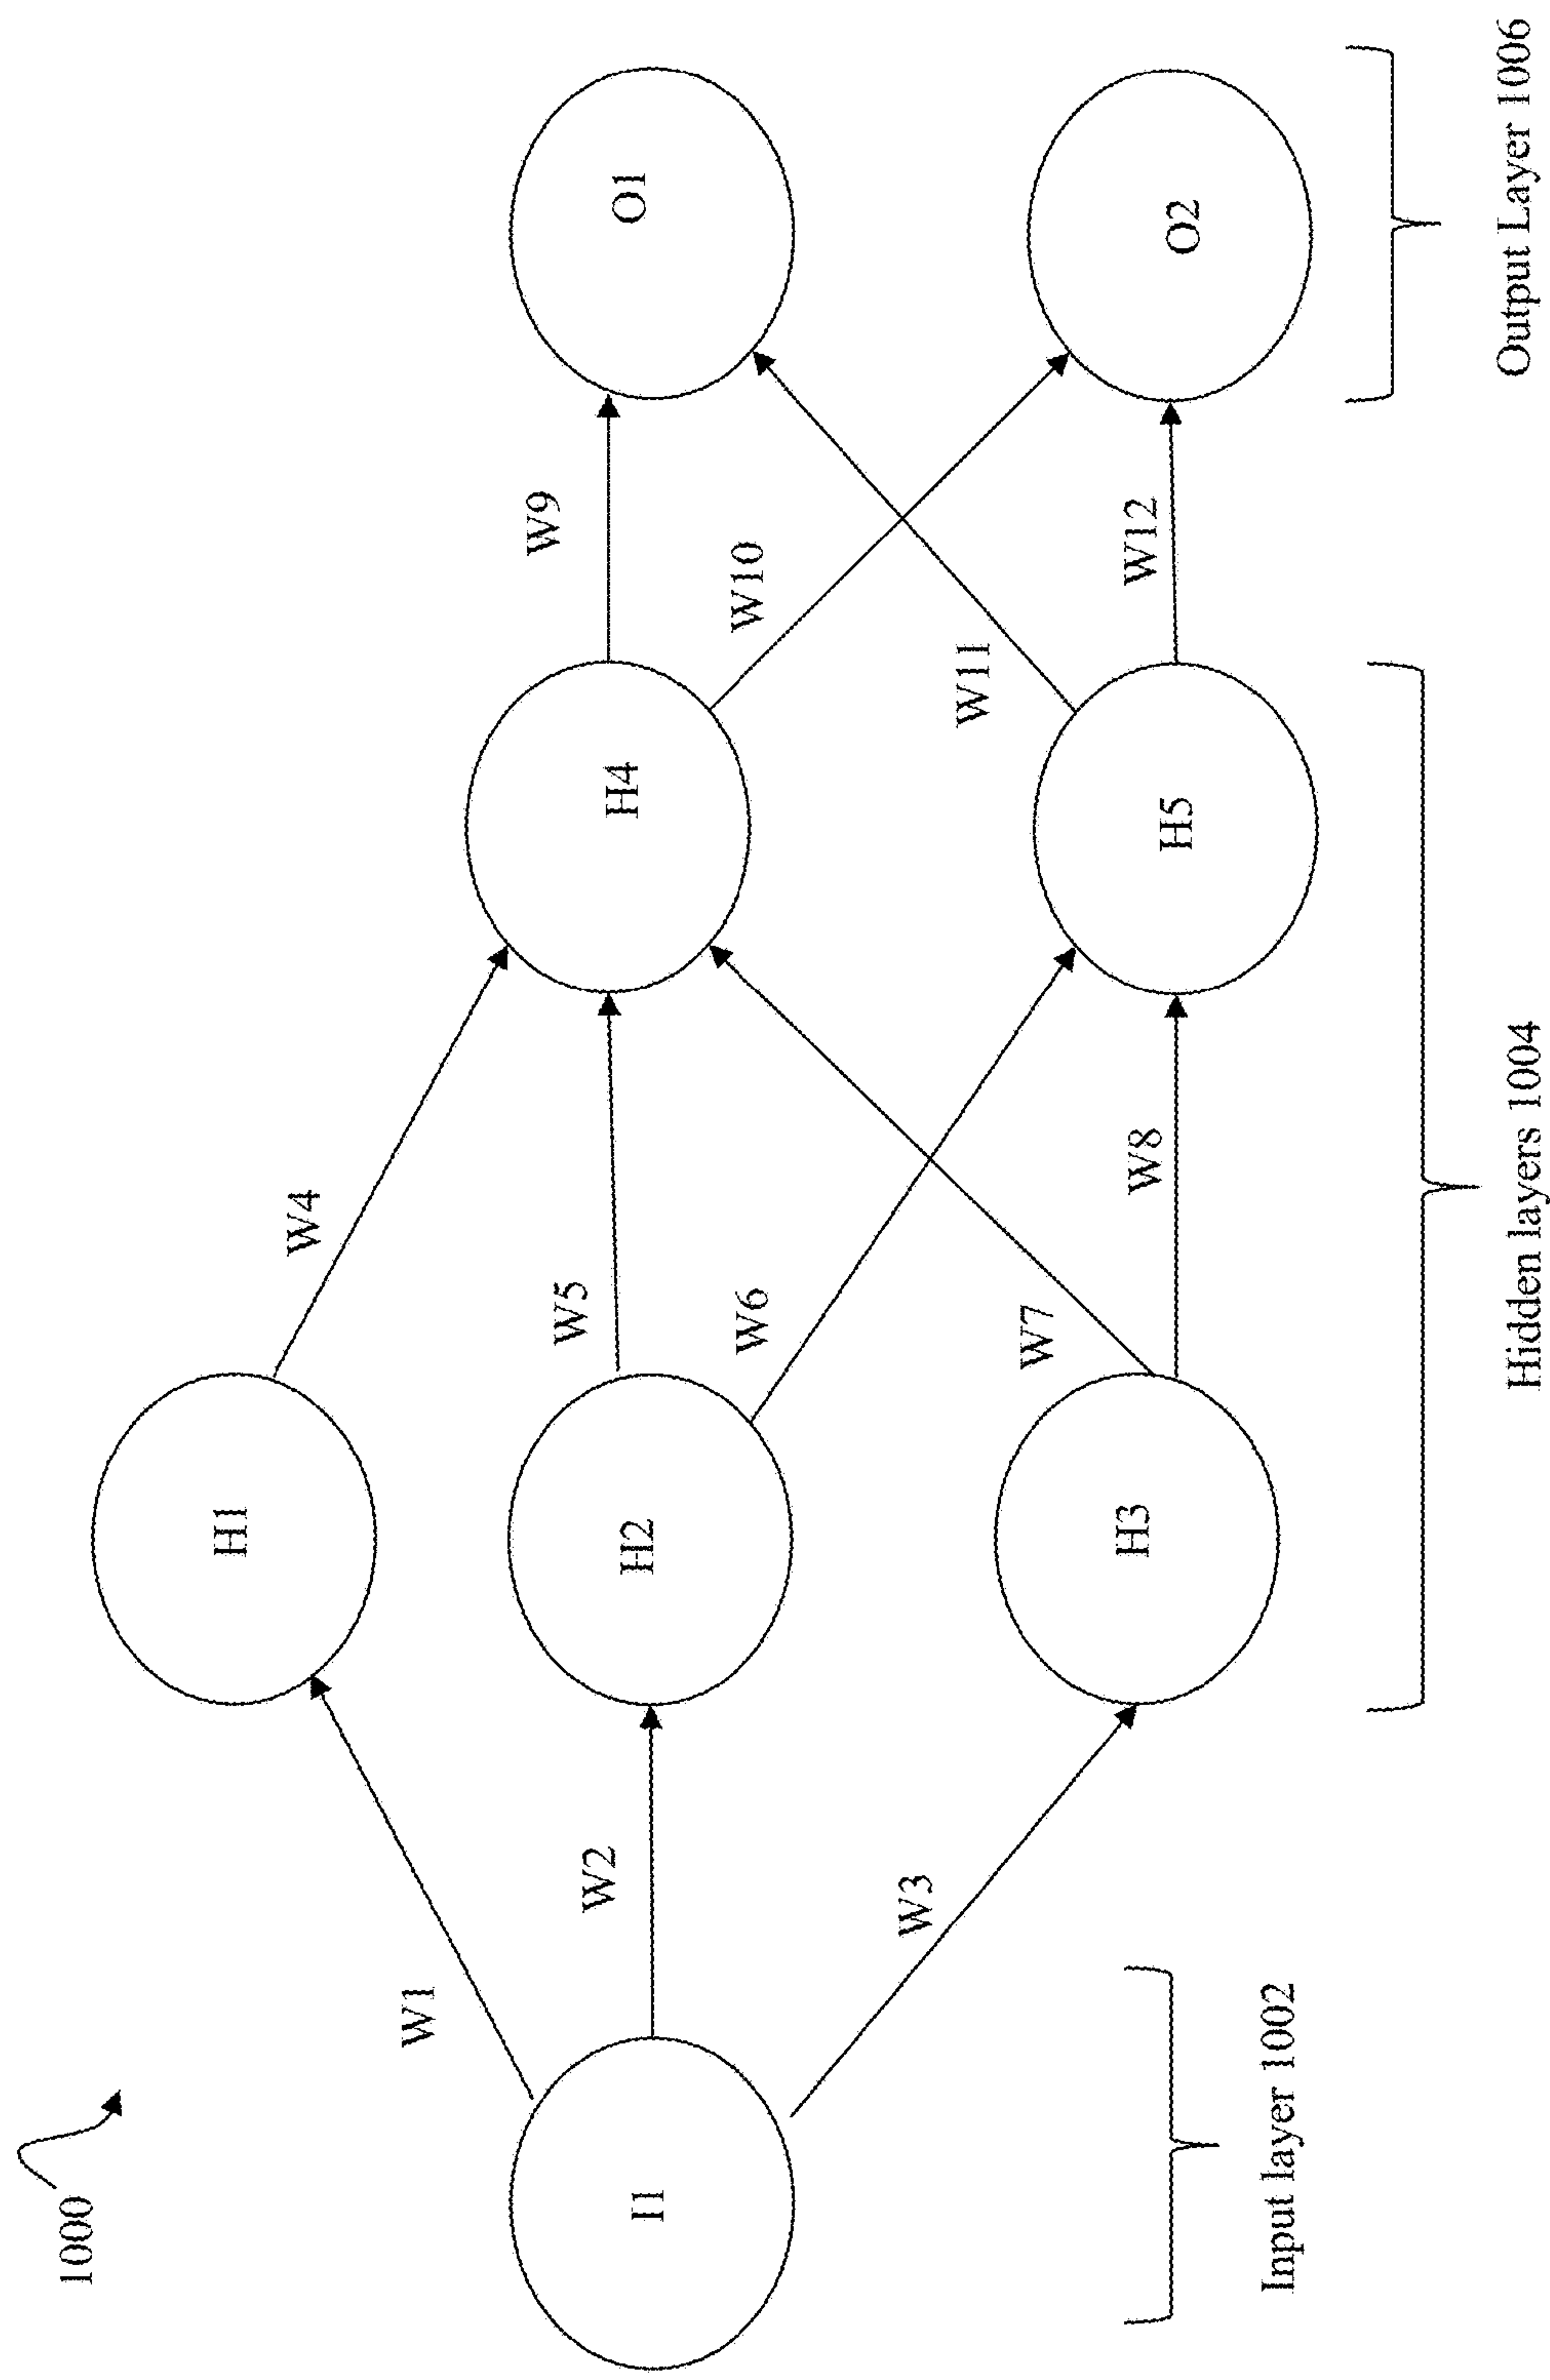 1000
I1
W1
W2
W3
H1
H2
H3
W4
W5
W6
W7
W8
H4
H5
W9
W10
W11
W12
O1
O2
Input layer 1002
Hidden layers 1004
Output Layer 1006